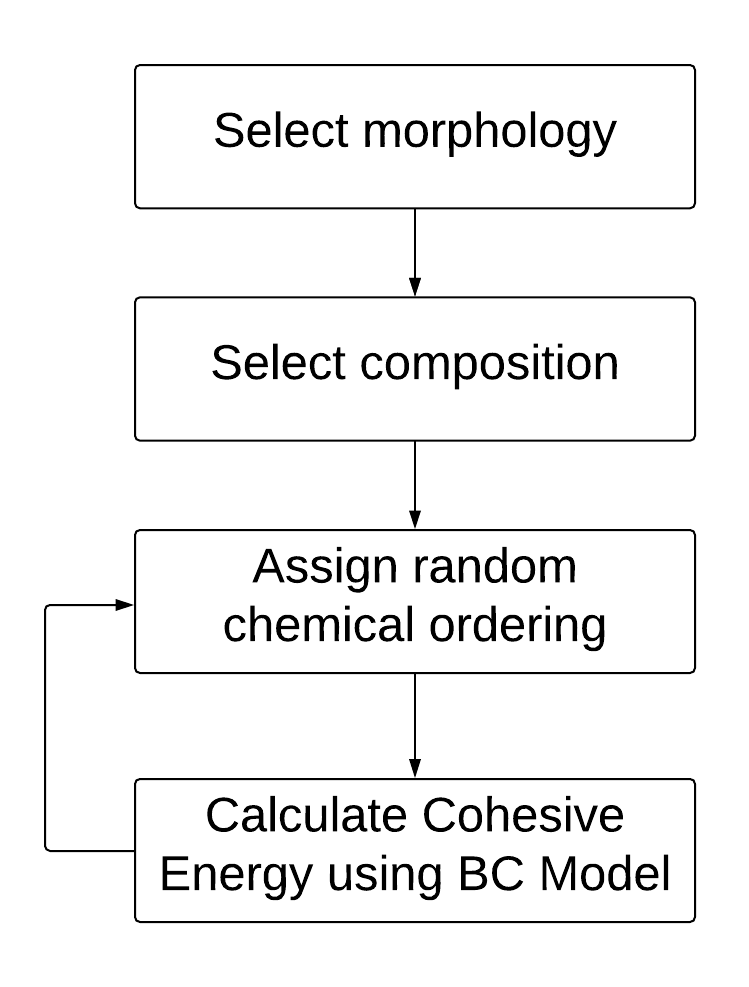 Select morphology
Select composition
Assign random
chemical ordering
Calculate Cohesive
Energy using BC Model